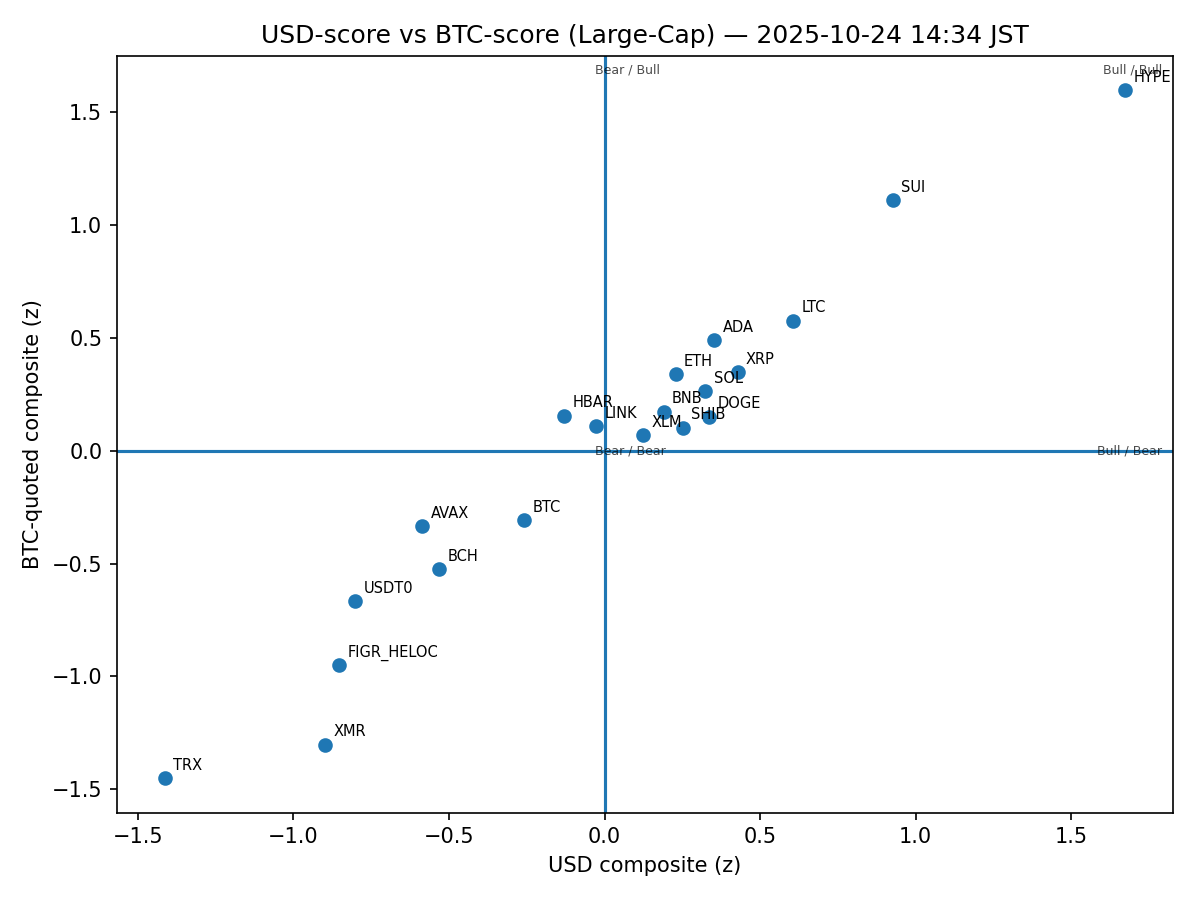 USD-score vs BTC-score (Large-Cap) — 2025-10-24 14:34 JST
Bear / Bull
Bull / Bull
HYPE
SUI
LTC
ADA
XRP
ETH
SOL
BNB
DOGE
HBAR
LINK
SHIB
XLM
Bear / Bear
Bull / Bear
BTC
AVAX
BCH
USDT0
FIGR_HELOC
XMR
TRX
1.5
1.0
0.5
0.0
−0.5
−1.0
−1.5
BTC-quoted composite (z)
−1.5
−1.0
−0.5
0.0
0.5
1.0
1.5
USD composite (z)